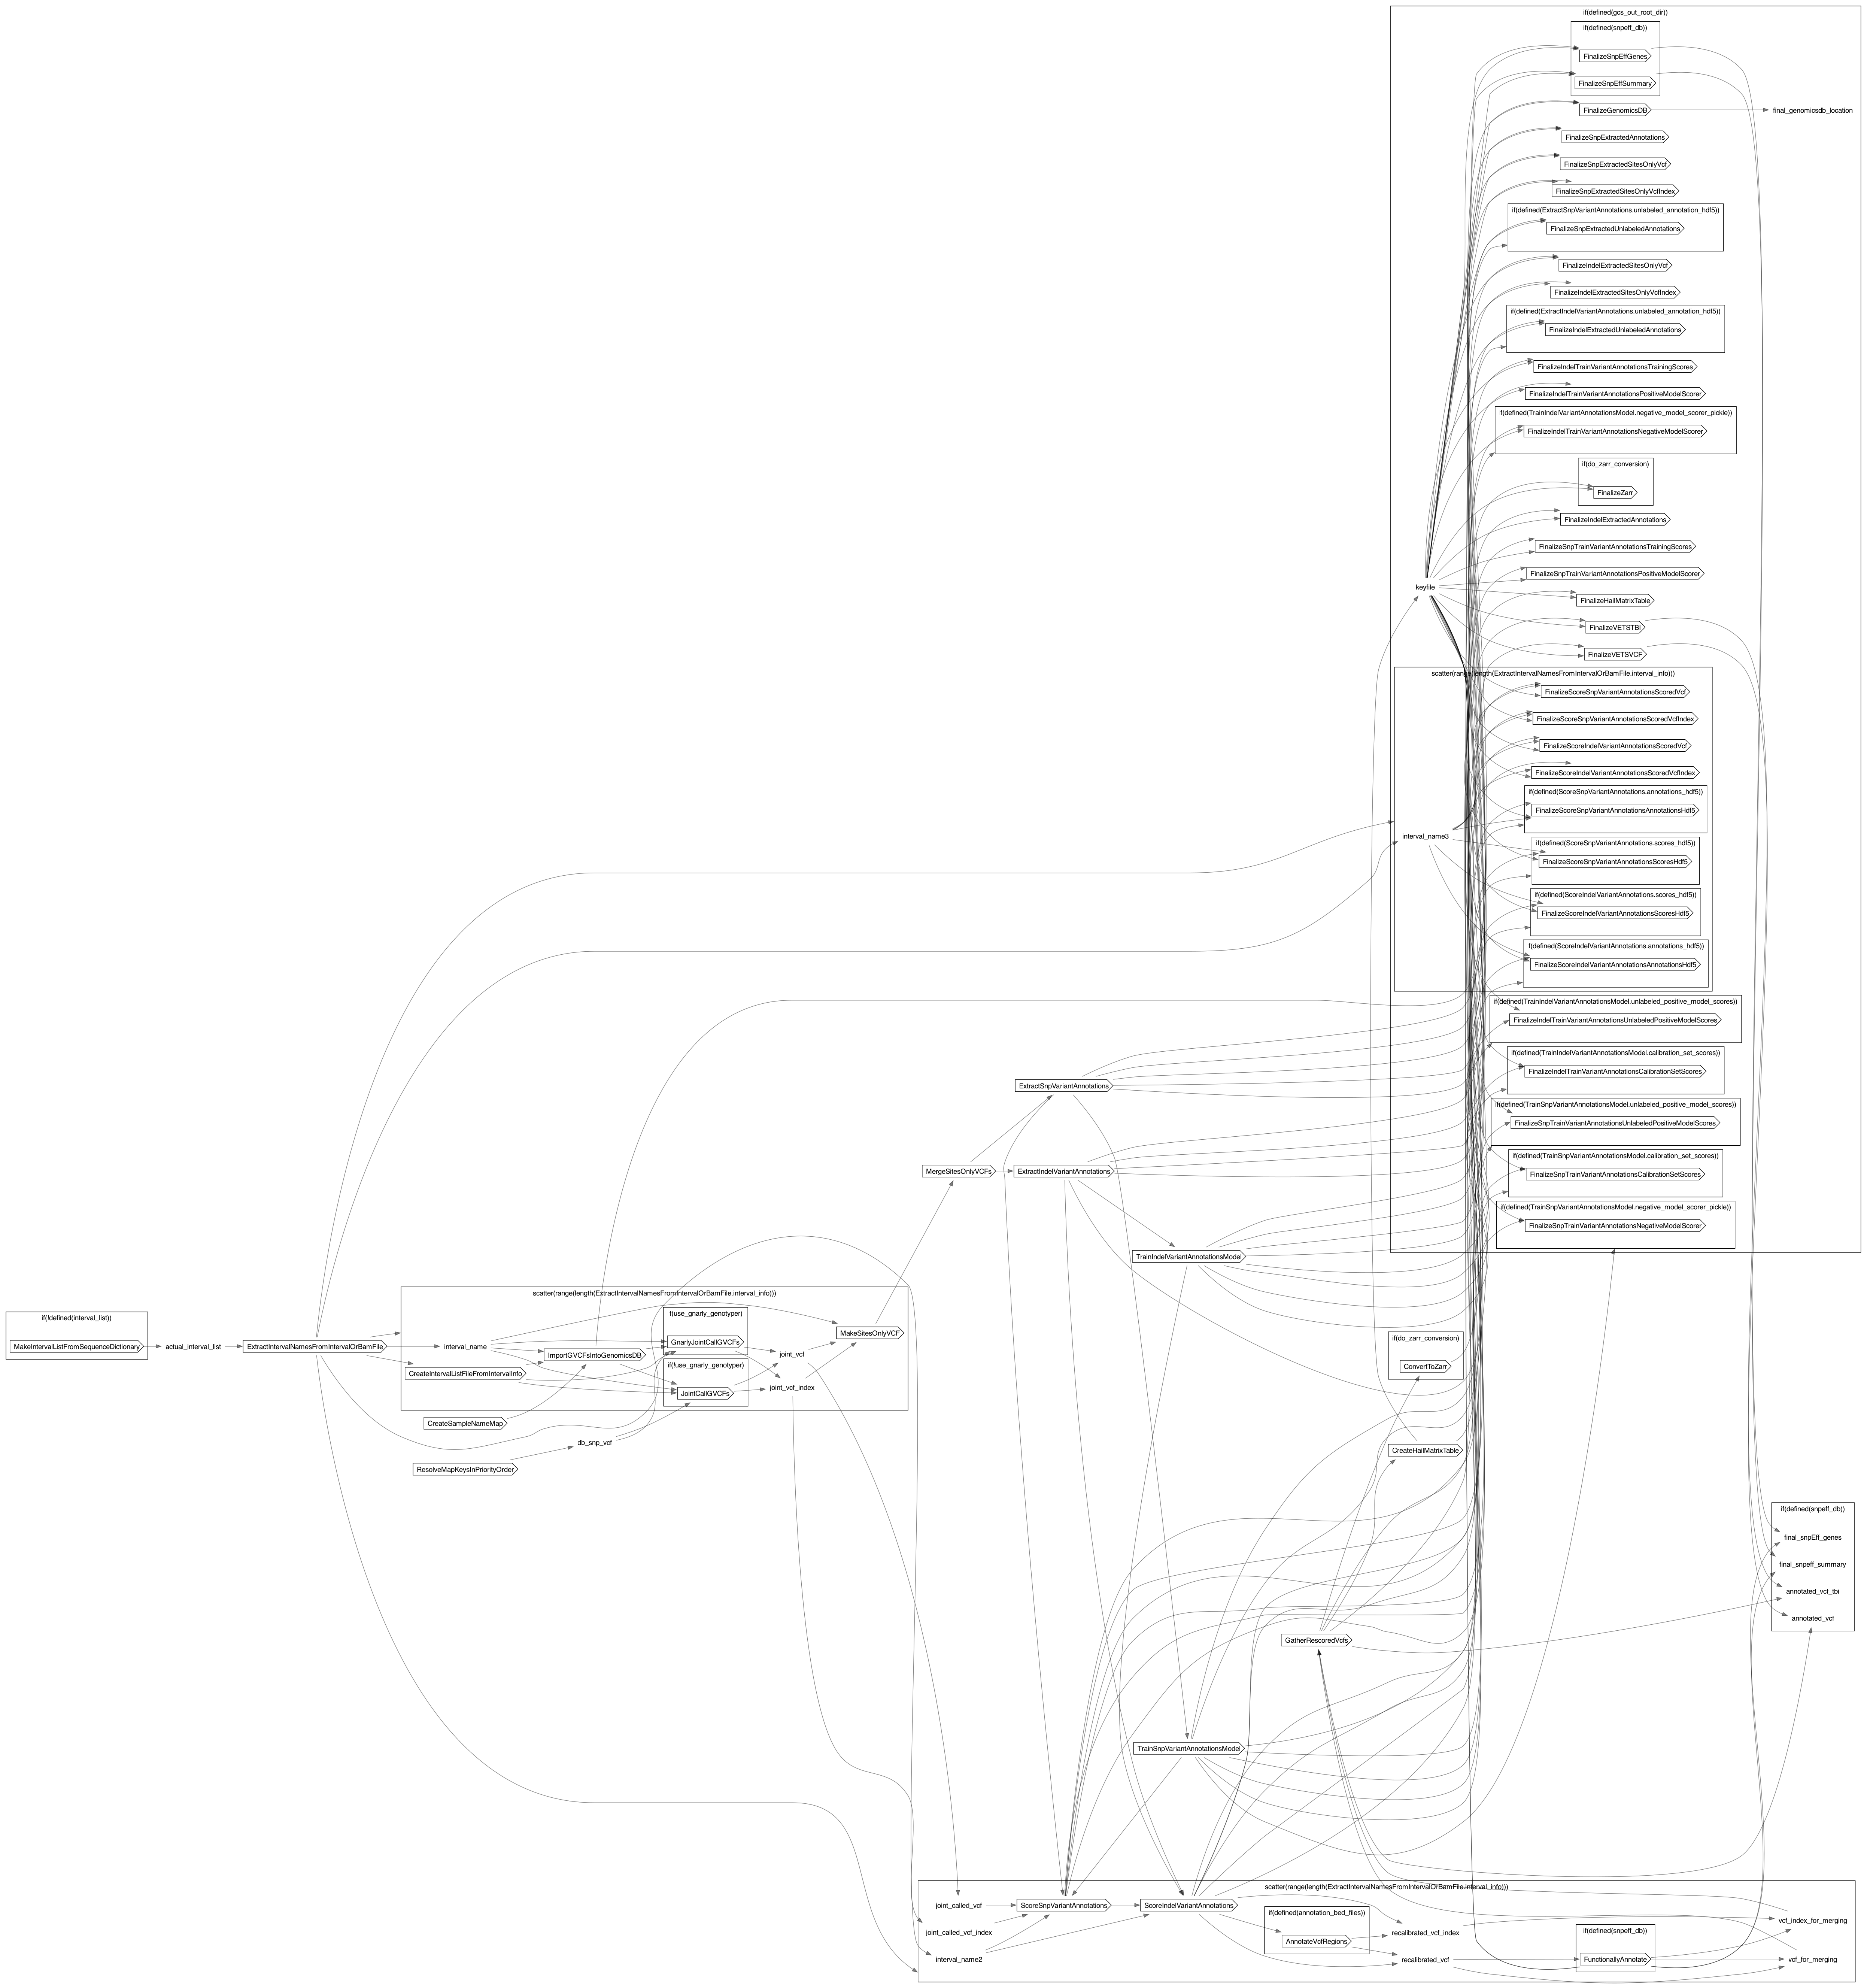 if(defined(gcs_out_root_dir))
if(defined(snpeff_db))
FinalizeSnpEffGenes
FinalizeSnpEffSummary
FinalizeGenomicsDB
final_genomicsdb_location
FinalizeSnpExtractedAnnotations
FinalizeSnpExtractedSitesOnlyVcf
FinalizeSnpExtractedSitesOnlyVcfIndex
if(defined(ExtractSnpVariantAnnotations.unlabeled_annotation_hdf5))
FinalizeSnpExtractedUnlabeledAnnotations
FinalizeIndelExtractedSitesOnlyVcf
FinalizeIndelExtractedSitesOnlyVcfIndex
if(defined(ExtractIndelVariantAnnotations.unlabeled_annotation_hdf5))
FinalizeIndelExtractedUnlabeledAnnotations
FinalizeIndelTrainVariantAnnotationsTrainingScores
FinalizeIndelTrainVariantAnnotationsPositiveModelScorer
if(defined(TrainIndelVariantAnnotationsModel.negative_model_scorer_pickle))
FinalizeIndelTrainVariantAnnotationsNegativeModelScorer
if(do_zarr_conversion)
FinalizeZarr
FinalizeIndelExtractedAnnotations
FinalizeSnpTrainVariantAnnotationsTrainingScores
FinalizeSnpTrainVariantAnnotationsPositiveModelScorer
keyfile
FinalizeHailMatrixTable
FinalizeVETSTBI
FinalizeVETSVCF
scatter(range(length(ExtractIntervalNamesFromIntervalOrBamFile.interval_info)))
FinalizeScoreSnpVariantAnnotationsScoredVcf
FinalizeScoreSnpVariantAnnotationsScoredVcfIndex
FinalizeScoreIndelVariantAnnotationsScoredVcf
FinalizeScoreIndelVariantAnnotationsScoredVcfIndex
if(defined(ScoreSnpVariantAnnotations.annotations_hdf5))
FinalizeScoreSnpVariantAnnotationsAnnotationsHdf5
interval_name3
if(defined(ScoreSnpVariantAnnotations.scores_hdf5))
FinalizeScoreSnpVariantAnnotationsScoresHdf5
if(defined(ScoreIndelVariantAnnotations.scores_hdf5))
FinalizeScoreIndelVariantAnnotationsScoresHdf5
if(defined(ScoreIndelVariantAnnotations.annotations_hdf5))
FinalizeScoreIndelVariantAnnotationsAnnotationsHdf5
if(defined(TrainIndelVariantAnnotationsModel.unlabeled_positive_model_scores))
FinalizeIndelTrainVariantAnnotationsUnlabeledPositiveModelScores
if(defined(TrainIndelVariantAnnotationsModel.calibration_set_scores))
FinalizeIndelTrainVariantAnnotationsCalibrationSetScores
if(defined(TrainSnpVariantAnnotationsModel.unlabeled_positive_model_scores))
FinalizeSnpTrainVariantAnnotationsUnlabeledPositiveModelScores
if(defined(TrainSnpVariantAnnotationsModel.calibration_set_scores))
FinalizeSnpTrainVariantAnnotationsCalibrationSetScores
if(defined(TrainSnpVariantAnnotationsModel.negative_model_scorer_pickle))
FinalizeSnpTrainVariantAnnotationsNegativeModelScorer
ExtractSnpVariantAnnotations
MergeSitesOnlyVCFs
ExtractIndelVariantAnnotations
TrainIndelVariantAnnotationsModel
if(!defined(interval_list))
MakeIntervalListFromSequenceDictionary
actual_interval_list
ExtractIntervalNamesFromIntervalOrBamFile
scatter(range(length(ExtractIntervalNamesFromIntervalOrBamFile.interval_info)))
interval_name
CreateIntervalListFileFromIntervalInfo
ImportGVCFsIntoGenomicsDB
if(use_gnarly_genotyper)
GnarlyJointCallGVCFs
if(!use_gnarly_genotyper)
JointCallGVCFs
joint_vcf
joint_vcf_index
MakeSitesOnlyVCF
CreateSampleNameMap
db_snp_vcf
ResolveMapKeysInPriorityOrder
if(do_zarr_conversion)
ConvertToZarr
CreateHailMatrixTable
if(defined(snpeff_db))
final_snpEff_genes
final_snpeff_summary
annotated_vcf_tbi
annotated_vcf
GatherRescoredVcfs
TrainSnpVariantAnnotationsModel
scatter(range(length(ExtractIntervalNamesFromIntervalOrBamFile.interval_info)))
joint_called_vcf
joint_called_vcf_index
interval_name2
ScoreSnpVariantAnnotations
ScoreIndelVariantAnnotations
if(defined(annotation_bed_files))
AnnotateVcfRegions
recalibrated_vcf_index
recalibrated_vcf
if(defined(snpeff_db))
FunctionallyAnnotate
vcf_index_for_merging
vcf_for_merging